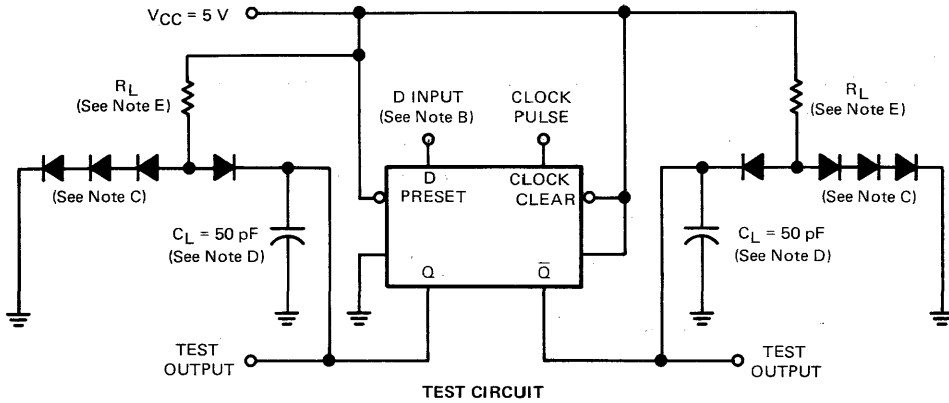 VCC = 5 V
RL
(See Note E)
D INPUT
(See Note B)
CLOCK
PULSE
RL
(See Note E)
(See Note C)
D
PRESET
CLOCK
CLEAR
(See Note C)
CL = 50 pF
(See Note D)
Q
Q̅
CL = 50 pF
(See Note D)
TEST
OUTPUT
TEST
OUTPUT
TEST CIRCUIT